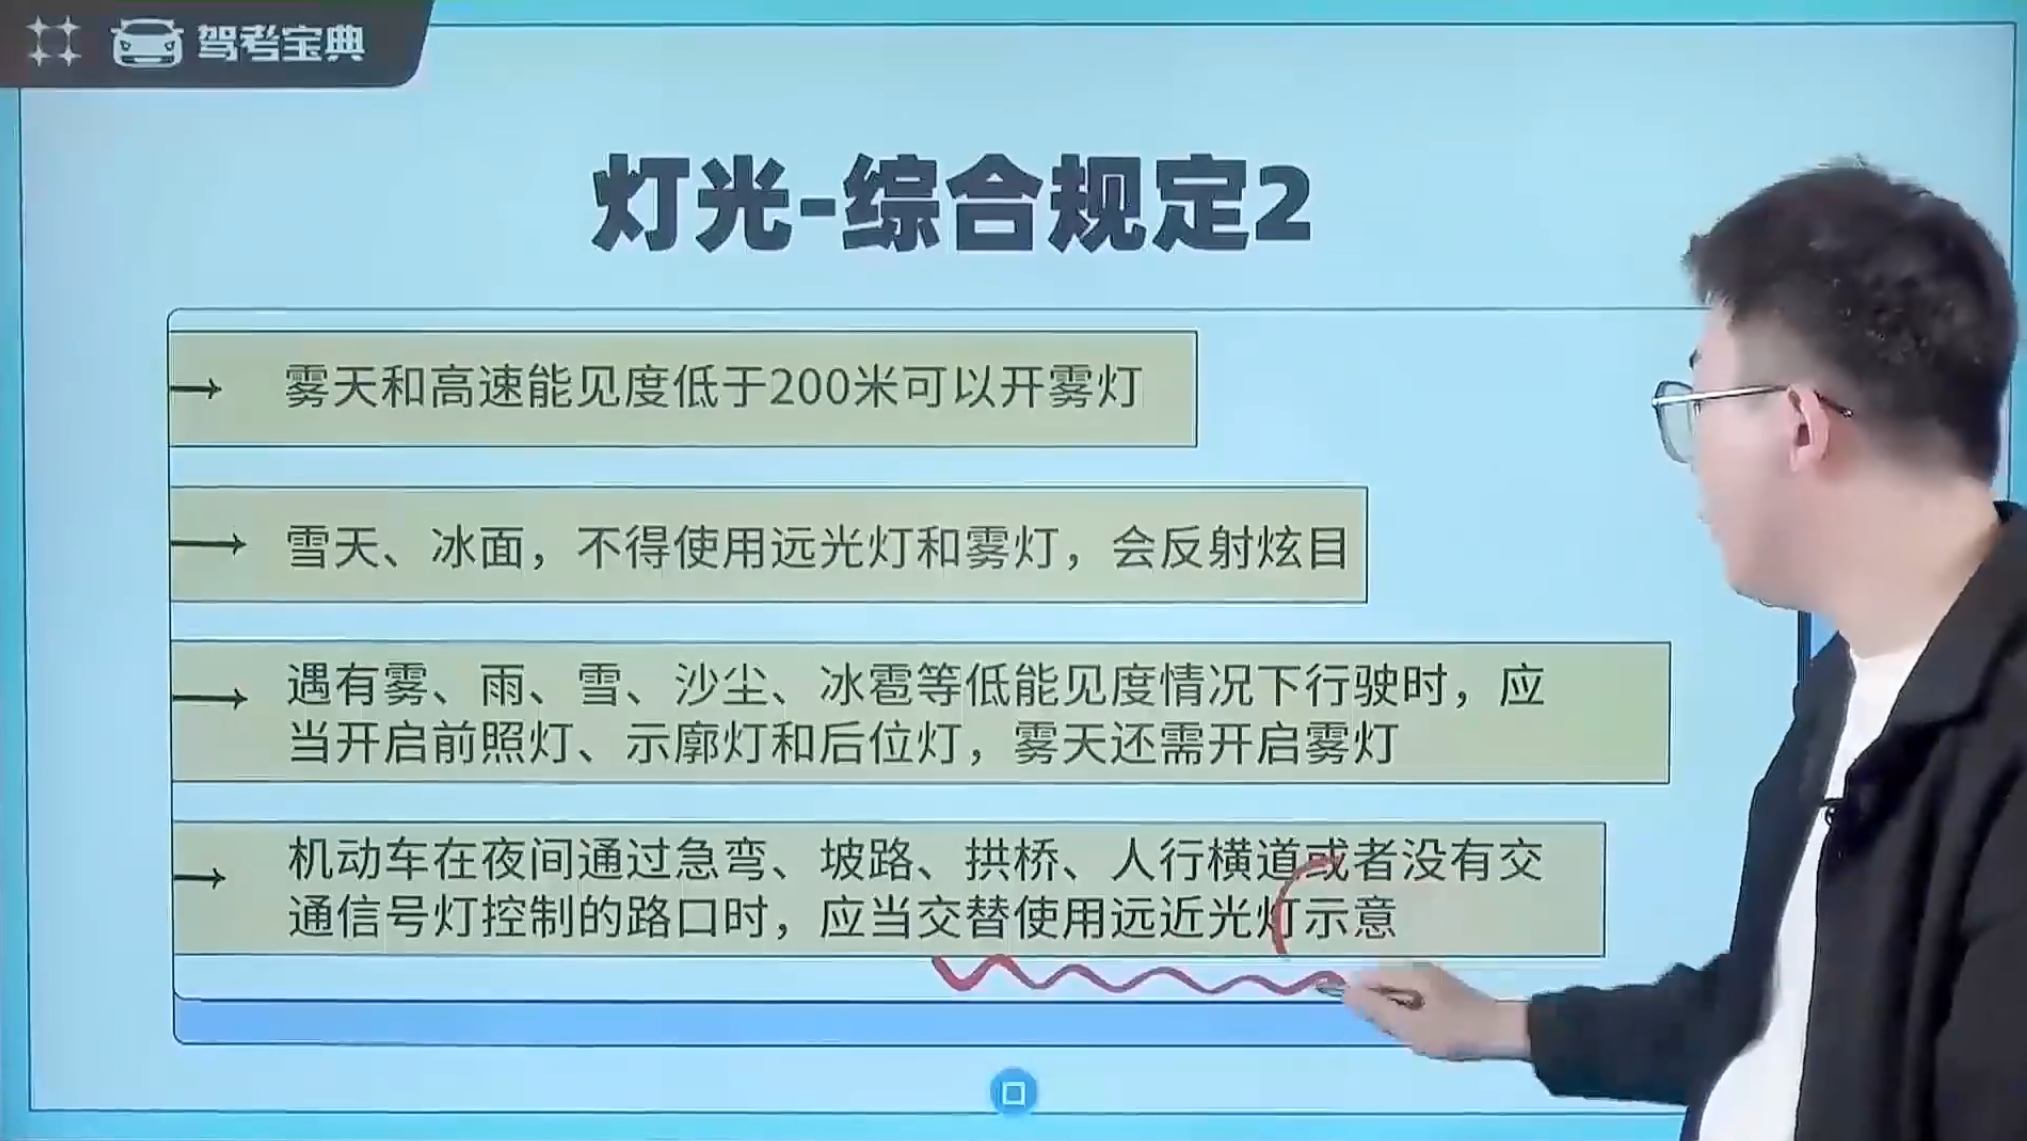 驾考宝典
灯光-综合规定2
雾天和高速能见度低于200米可以开雾灯
雪天、冰面，不得使用远光灯和雾灯，会反射炫目
遇有雾、雨、雪、沙尘、冰雹等低能见度情况下行驶时，应
当开启前照灯、示廓灯和后位灯，雾天还需开启雾灯
机动车在夜间通过急弯、坡路、拱桥、人行横道或者没有交
通信号灯控制的路口时，应当交替使用远近光灯示意